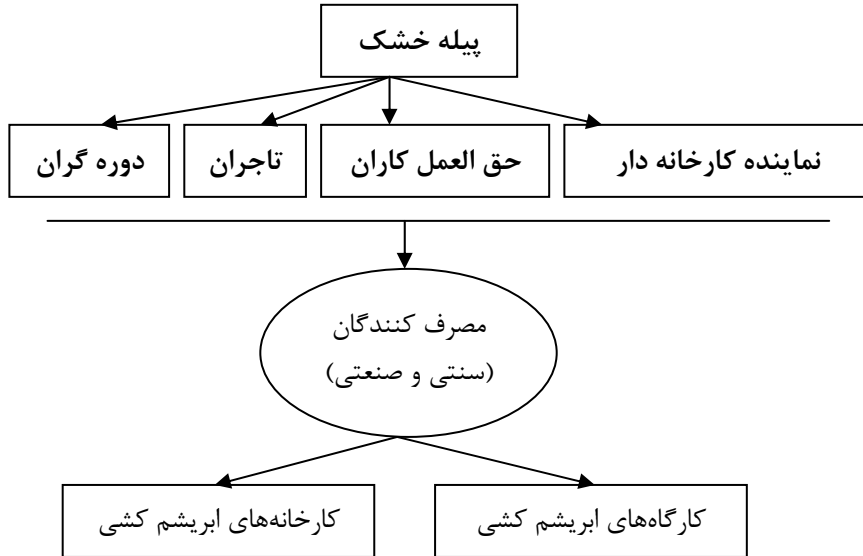 پیله خشک
نماینده کارخانه دار
حق العمل کاران
تاجران
دوره گران
مصرف کنندگان
(سنتی و صنعتی)
کارگاه‌های ابریشم کشی
کارخانه‌های ابریشم کشی